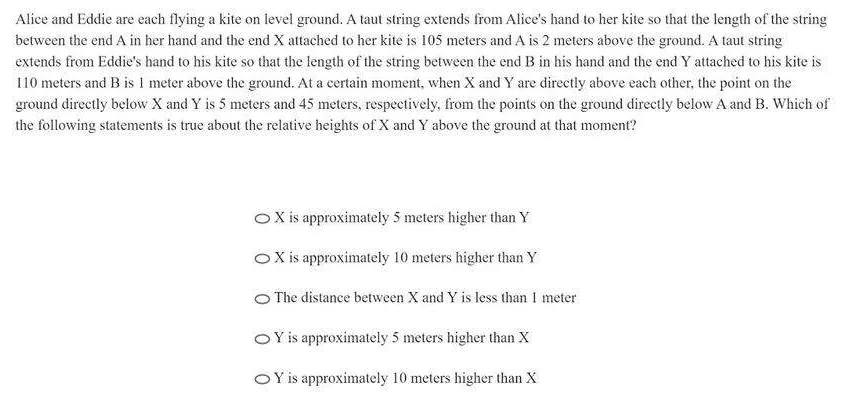 Alice and Eddie are each flying a kite on level ground. A taut string extends from Alice's hand to her kite so that the length of the string
between the end A in her hand and the end X attached to her kite is 105 meters and A is 2 meters above the ground. A taut string
extends from Eddie's hand to his kite so that the length of the string between the end B in his hand and the end Y attached to his kite is
110 meters and B is 1 meter above the ground. At a certain moment, when X and Y are directly above each other, the point on the
ground directly below X and Y is 5 meters and 45 meters, respectively, from the points on the ground directly below A and B. Which of
the following statements is true about the relative heights of X and Y above the ground at that moment?
X is approximately 5 meters higher than Y
X is approximately 10 meters higher than Y
The distance between X and Y is less than 1 meter
Y is approximately 5 meters higher than X
Y is approximately 10 meters higher than X